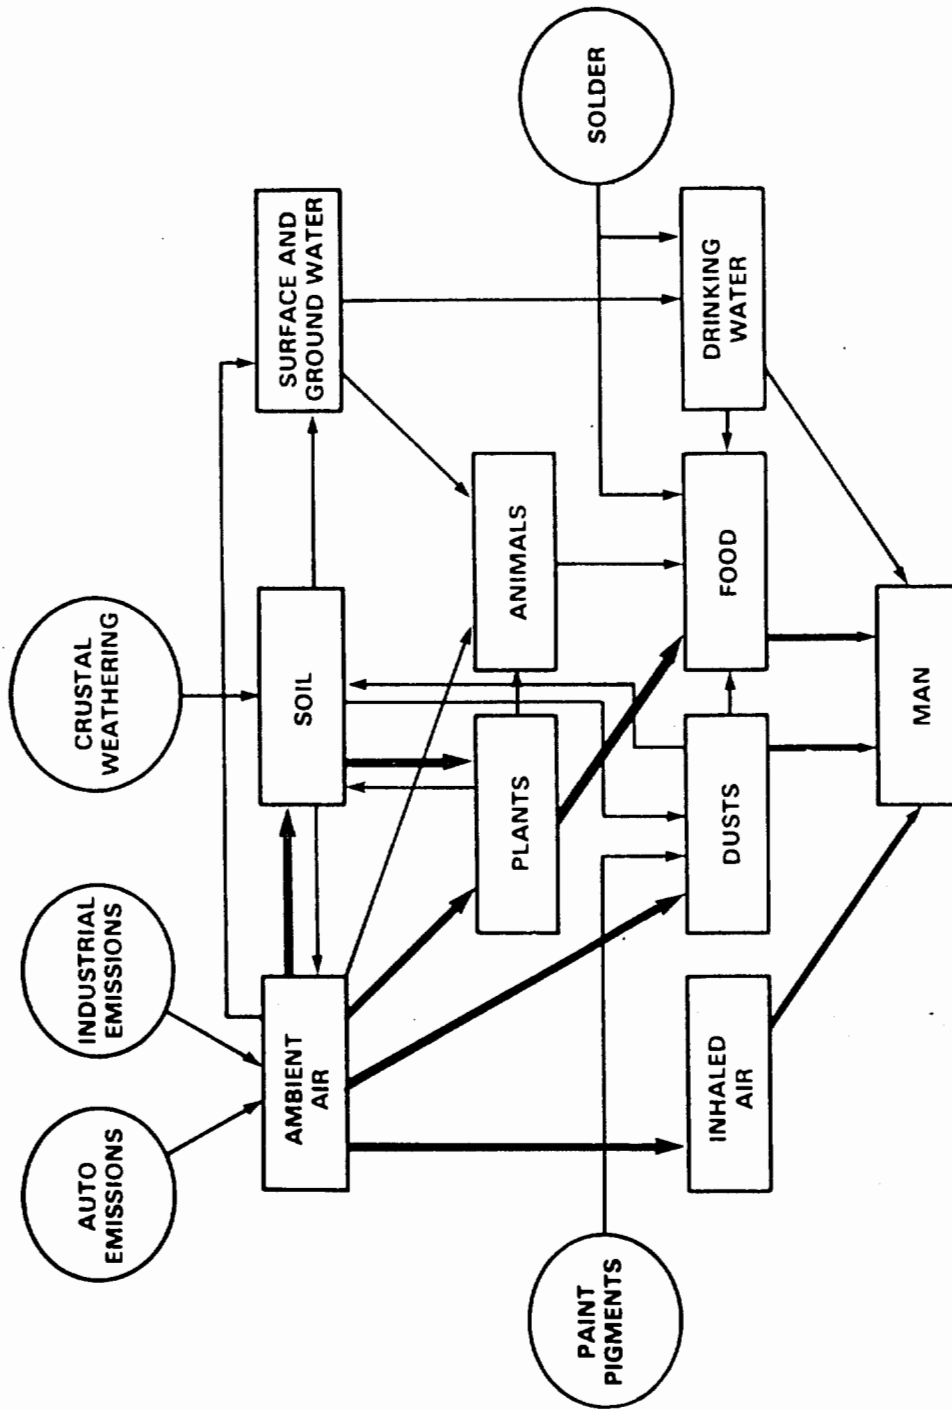 AUTO
EMISSIONS
INDUSTRIAL
EMISSIONS
CRUSTAL
WEATHERING
AMBIENT
AIR
SOIL
SURFACE AND
GROUND WATER
PLANTS
ANIMALS
PAINT
PIGMENTS
SOLDER
INHALED
AIR
DUSTS
FOOD
DRINKING
WATER
MAN